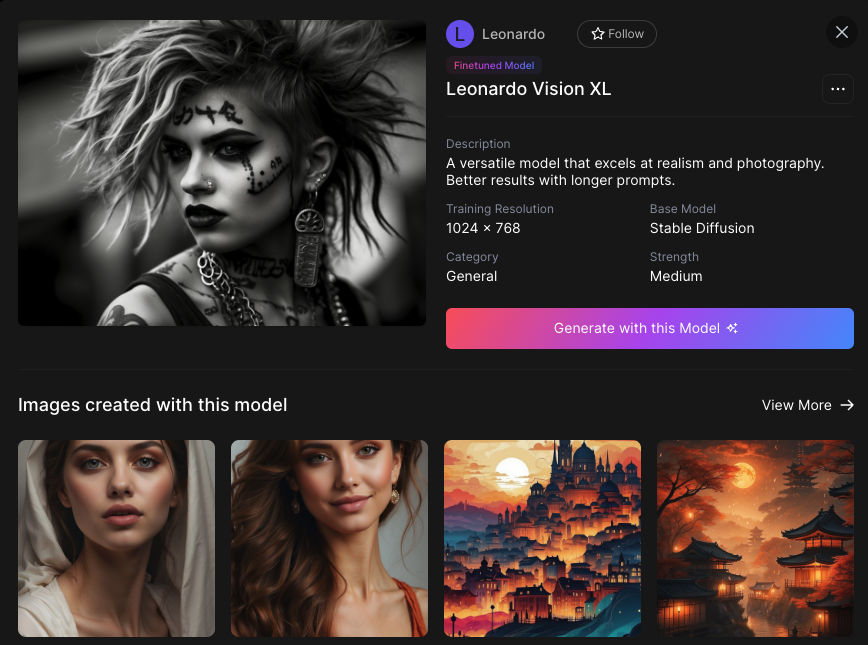 L Leonardo
Follow
Finetuned Model
Leonardo Vision XL
Description
A versatile model that excels at realism and photography.
Better results with longer prompts.
Training Resolution
Base Model
1024 × 768
Stable Diffusion
Category
Strength
General
Medium
Generate with this Model
Images created with this model
View More